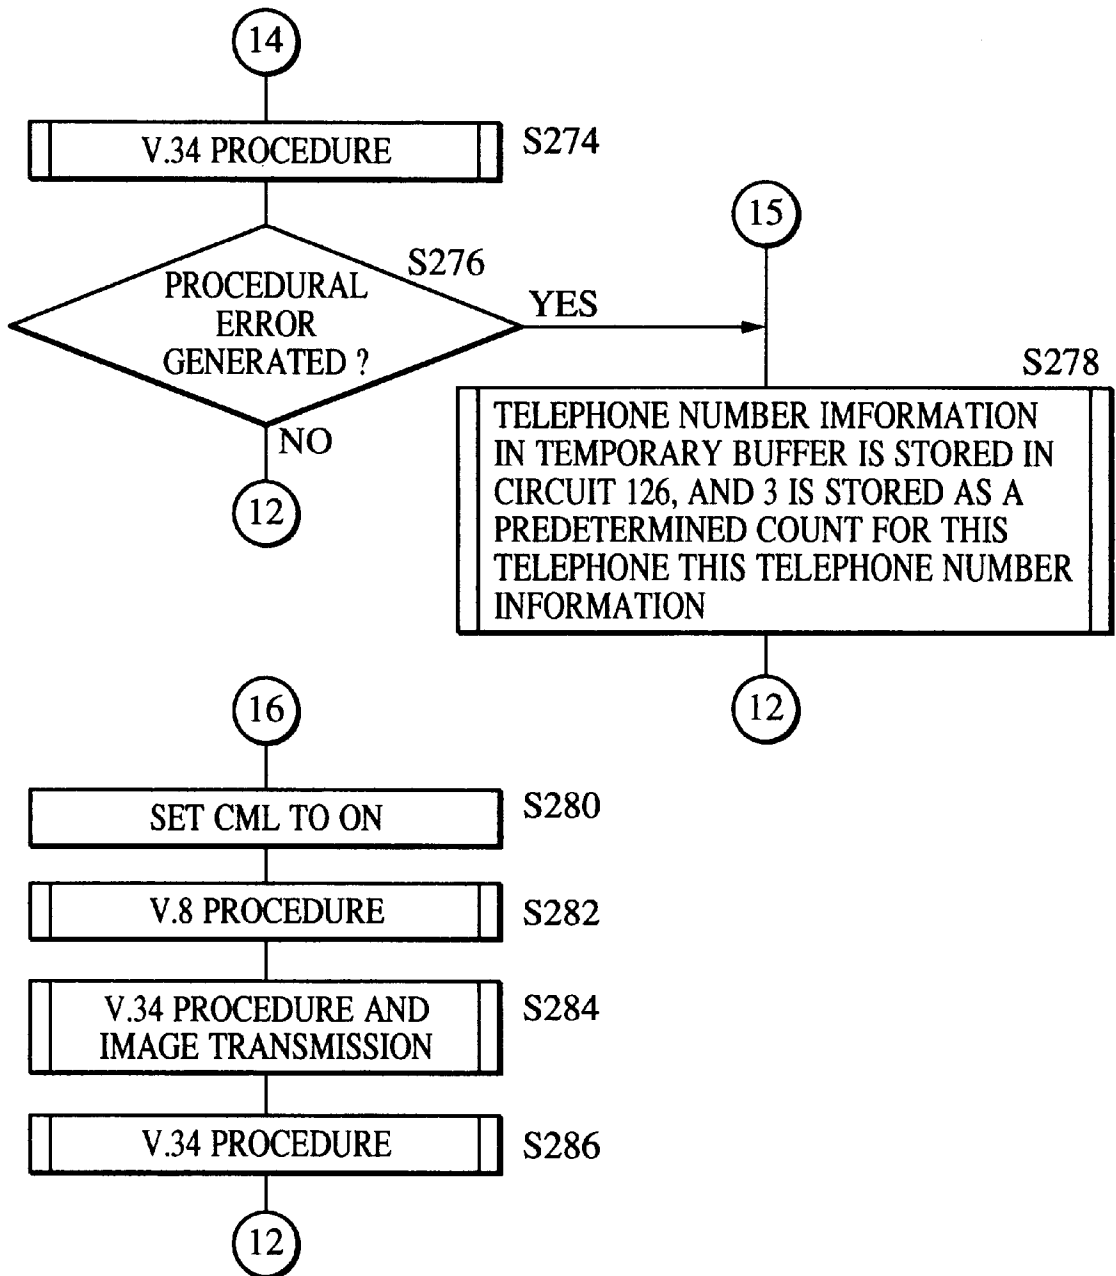 14
V.34 PROCEDURE
S274
PROCEDURAL
ERROR
GENERATED ?
S276
YES
NO
12
15
S278
TELEPHONE NUMBER IMFORMATION
IN TEMPORARY BUFFER IS STORED IN
CIRCUIT 126, AND 3 IS STORED AS A
PREDETERMINED COUNT FOR THIS
TELEPHONE THIS TELEPHONE NUMBER
INFORMATION
12
16
SET CML TO ON
S280
V.8 PROCEDURE
S282
V.34 PROCEDURE AND
IMAGE TRANSMISSION
S284
V.34 PROCEDURE
S286
12